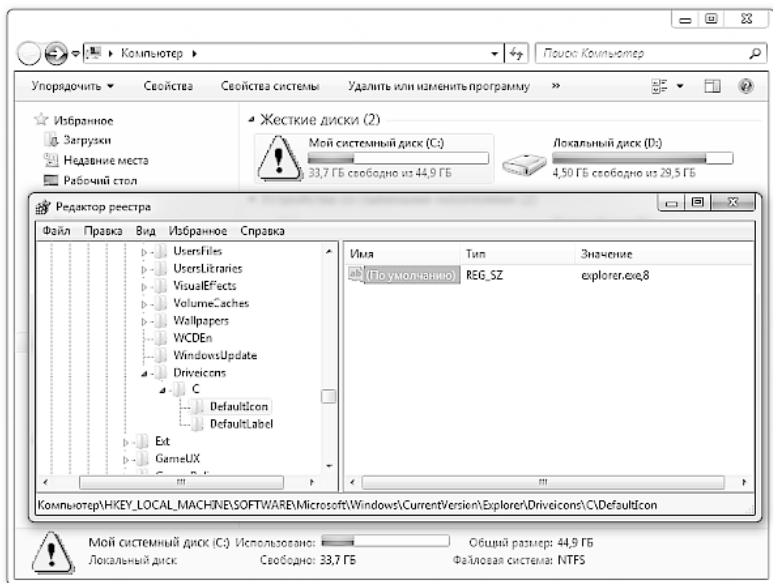 Компьютер
Поиск: Компьютер
Упорядочить Свойства Свойства системы Удалить или изменить программу »
Избранное
Загрузки
Недавние места
Рабочий стол
Жесткие диски (2)
Мой системный диск (C:)
33,7 ГБ свободно из 44,9 ГБ
Локальный диск (D:)
4,50 ГБ свободно из 29,5 ГБ
Редактор реестра
Файл Правка Вид Избранное Справка
UsersFiles
UsersLibraries
VisualEffects
VolumeCaches
Wallpapers
WCDEn
WindowsUpdate
Driveicons
C
DefaultIcon
DefaultLabel
Ext
GameUX
Имя Тип Значение
(По умолчанию) REG_SZ explorer.exe,8
Компьютер\HKEY_LOCAL_MACHINE\SOFTWARE\Microsoft\Windows\CurrentVersion\Explorer\Driveicons\C\DefaultIcon
Мой системный диск (C:) Использовано: Общий размер: 44,9 ГБ
Локальный диск Свободно: 33,7 ГБ Файловая система: NTFS